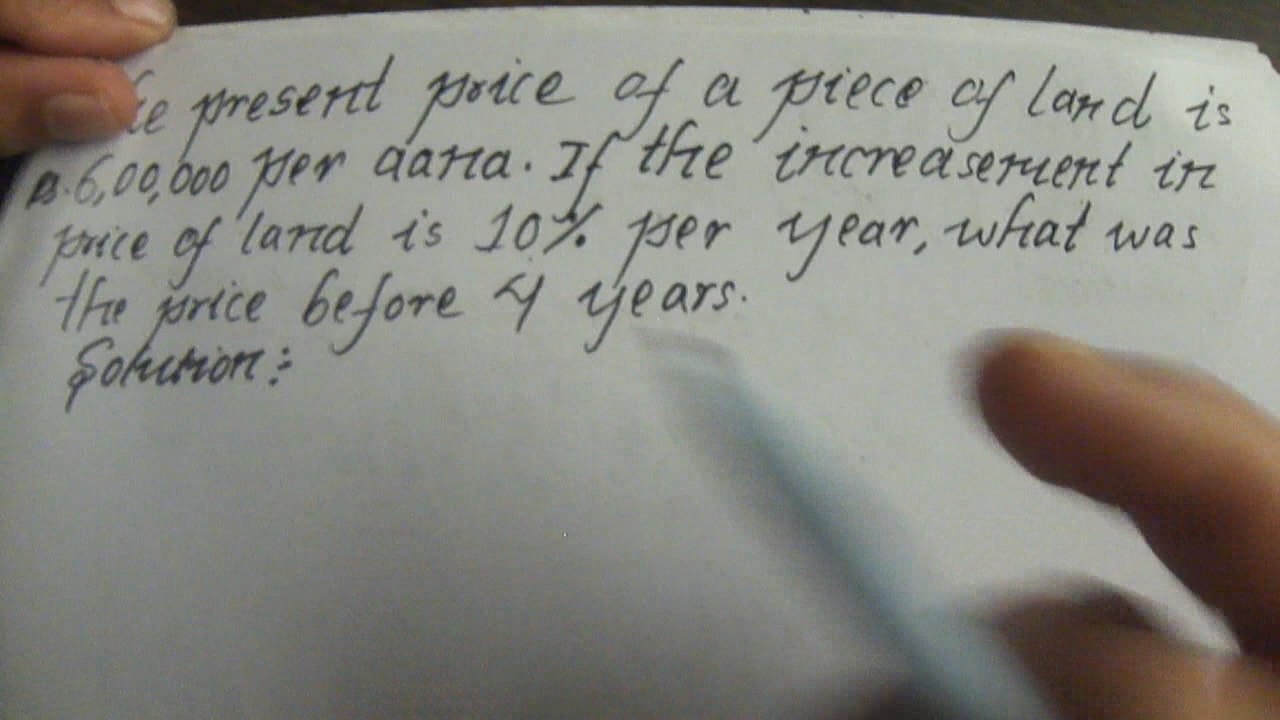 present price of a piece of land is
Rs. 6,00,000 per aana. If the increasement in
price of land is 10% per year, what was
the price before 4 years.
Solution: